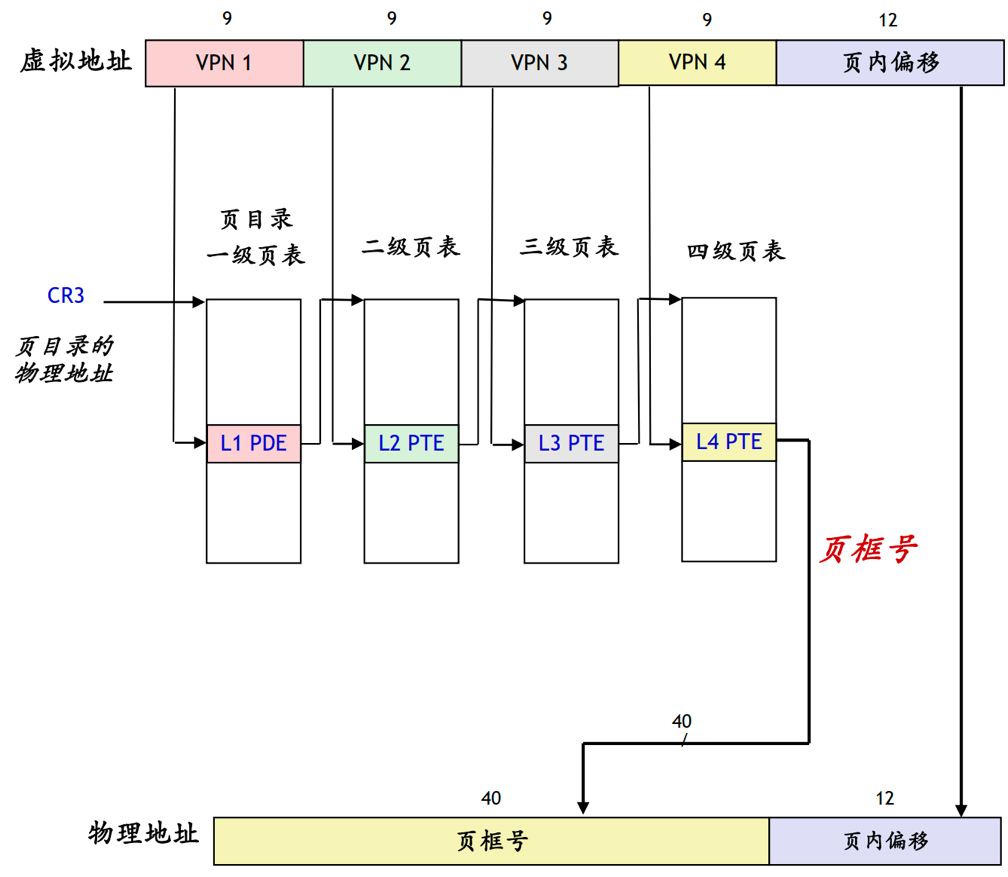 9 9 9 9 12
虚拟地址 VPN 1 VPN 2 VPN 3 VPN 4 页内偏移
页目录
一级页表 二级页表 三级页表 四级页表
CR3
页目录的
物理地址
L1 PDE L2 PTE L3 PTE L4 PTE
页框号
40
40 12
物理地址 页框号 页内偏移